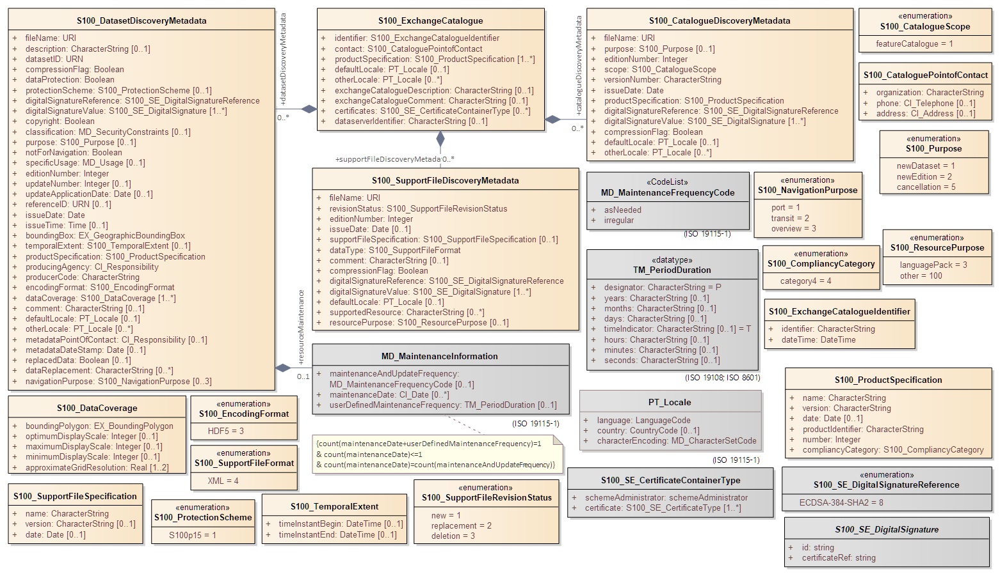 S100_DatasetDiscoveryMetadata
+ fileName: URI
+ description: CharacterString [0..1]
+ datasetID: URN
+ compressionFlag: Boolean
+ dataProtection: Boolean
+ protectionScheme: S100_ProtectionScheme [0..1]
+ digitalSignatureReference: S100_SE_DigitalSignatureReference
+ digitalSignatureValue: S100_SE_DigitalSignature [1..*]
+ copyright: Boolean
+ classification: MD_SecurityConstraints [0..1]
+ purpose: S100_Purpose [0..1]
+ notForNavigation: Boolean
+ specificUsage: MD_Usage [0..1]
+ editionNumber: Integer
+ updateNumber: Integer [0..1]
+ updateApplicationDate: Date [0..1]
+ referenceID: URN [0..1]
+ issueDate: Date
+ issueTime: Time [0..1]
+ boundingBox: EX_GeographicBoundingBox
+ temporalExtent: S100_TemporalExtent [0..1]
+ productSpecification: S100_ProductSpecification
+ producingAgency: CI_Responsibility
+ producerCode: CharacterString
+ encodingFormat: S100_EncodingFormat
+ dataCoverage: S100_DataCoverage [1..*]
+ comment: CharacterString [0..1]
+ defaultLocale: PT_Locale [0..1]
+ otherLocale: PT_Locale [0..*]
+ metadataPointOfContact: CI_Responsibility [0..1]
+ metadataDateStamp: Date [0..1]
+ replacedData: Boolean [0..1]
+ dataReplacement: CharacterString [0..*]
+ navigationPurpose: S100_NavigationPurpose [0..3]
+datasetDiscoveryMetadata
0..*
S100_ExchangeCatalogue
+ identifier: S100_ExchangeCatalogueIdentifier
+ contact: S100_CataloguePointofContact
+ productSpecification: S100_ProductSpecification [1..*]
+ defaultLocale: PT_Locale [0..1]
+ otherLocale: PT_Locale [0..*]
+ exchangeCatalogueDescription: CharacterString [0..1]
+ exchangeCatalogueComment: CharacterString [0..1]
+ certificates: S100_SE_CertificateContainerType [0..*]
+ dataserverIdentifier: CharacterString [0..1]
+catalogueDiscoveryMetadata
0..*
S100_CatalogueDiscoveryMetadata
+ fileName: URI
+ purpose: S100_Purpose [0..1]
+ editionNumber: Integer
+ scope: S100_CatalogueScope
+ versionNumber: CharacterString
+ issueDate: Date
+ productSpecification: S100_ProductSpecification
+ digitalSignatureReference: S100_SE_DigitalSignatureReference
+ digitalSignatureValue: S100_SE_DigitalSignature [1..*]
+ compressionFlag: Boolean
+ defaultLocale: PT_Locale [0..1]
+ otherLocale: PT_Locale [0..*]
«enumeration»
S100_CatalogueScope
featureCatalogue = 1
S100_CataloguePointofContact
+ organization: CharacterString
+ phone: CI_Telephone [0..1]
+ address: CI_Address [0..1]
«enumeration»
S100_Purpose
newDataset = 1
newEdition = 2
cancellation = 5
+supportFileDiscoveryMetada 0..*
S100_SupportFileDiscoveryMetadata
+ fileName: URI
+ revisionStatus: S100_SupportFileRevisionStatus
+ editionNumber: Integer
+ issueDate: Date [0..1]
+ supportFileSpecification: S100_SupportFileSpecification [0..1]
+ dataType: S100_SupportFileFormat
+ comment: CharacterString [0..1]
+ compressionFlag: Boolean
+ digitalSignatureReference: S100_SE_DigitalSignatureReference
+ digitalSignatureValue: S100_SE_DigitalSignature [1..*]
+ defaultLocale: PT_Locale [0..1]
+ supportedResource: CharacterString [0..*]
+ resourcePurpose: S100_ResourcePurpose [0..1]
«CodeList»
MD_MaintenanceFrequencyCode
+ asNeeded
+ irregular
(ISO 19115-1)
«enumeration»
S100_NavigationPurpose
port = 1
transit = 2
overview = 3
«enumeration»
S100_ResourcePurpose
languagePack = 3
other = 100
«enumeration»
S100_CompliancyCategory
category4 = 4
«datatype»
TM_PeriodDuration
+ designator: CharacterString = P
+ years: CharacterString [0..1]
+ months: CharacterString [0..1]
+ days: CharacterString [0..1]
+ timeIndicator: CharacterString [0..1] = T
+ hours: CharacterString [0..1]
+ minutes: CharacterString [0..1]
+ seconds: CharacterString [0..1]
(ISO 19108; ISO 8601)
S100_ExchangeCatalogueIdentifier
+ identifier: CharacterString
+ dateTime: DateTime
+resourceMaintenance
0..1
MD_MaintenanceInformation
+ maintenanceAndUpdateFrequency:
MD_MaintenanceFrequencyCode [0..1]
+ maintenanceDate: CI_Date [0..*]
+ userDefinedMaintenanceFrequency: TM_PeriodDuration [0..1]
(ISO 19115-1)
{count(maintenanceDate+userDefinedMaintenanceFrequency)=1
& count(maintenanceDate)<=1
& count(maintenanceDate)=count(maintenanceAndUpdateFrequency)}
PT_Locale
+ language: LanguageCode
+ country: CountryCode [0..1]
+ characterEncoding: MD_CharacterSetCode
(ISO 19115-1)
S100_ProductSpecification
+ name: CharacterString
+ version: CharacterString
+ date: Date [0..1]
+ productIdentifier: CharacterString
+ number: Integer
+ compliancyCategory: S100_CompliancyCategory
S100_DataCoverage
+ boundingPolygon: EX_BoundingPolygon
+ optimumDisplayScale: Integer [0..1]
+ maximumDisplayScale: Integer [0..1]
+ minimumDisplayScale: Integer [0..1]
+ approximateGridResolution: Real [1..2]
«enumeration»
S100_EncodingFormat
HDF5 = 3
«enumeration»
S100_SupportFileFormat
XML = 4
S100_SupportFileSpecification
+ name: CharacterString
+ version: CharacterString [0..1]
+ date: Date [0..1]
«enumeration»
S100_ProtectionScheme
S100p15 = 1
S100_TemporalExtent
+ timeInstantBegin: DateTime [0..1]
+ timeInstantEnd: DateTime [0..1]
«enumeration»
S100_SupportFileRevisionStatus
new = 1
replacement = 2
deletion = 3
S100_SE_CertificateContainerType
+ schemeAdministrator: schemeAdministrator
+ certificate: S100_SE_CertificateType [1..*]
«enumeration»
S100_SE_DigitalSignatureReference
ECDSA-384-SHA2 = 8
S100_SE_DigitalSignature
+ id: string
+ certificateRef: string